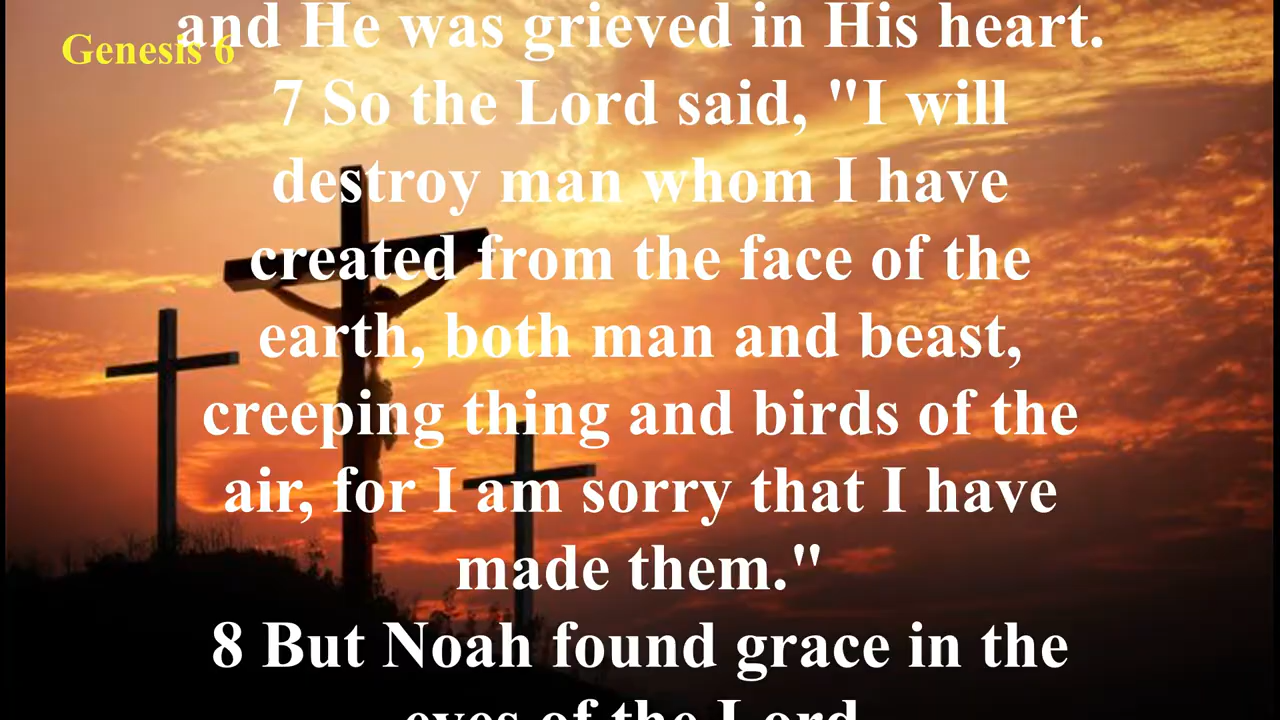 and He was grieved in His heart.
Genesis 6
7 So the Lord said, "I will
destroy man whom I have
created from the face of the
earth, both man and beast,
creeping thing and birds of the
air, for I am sorry that I have
made them."
8 But Noah found grace in the
eyes of the Lord